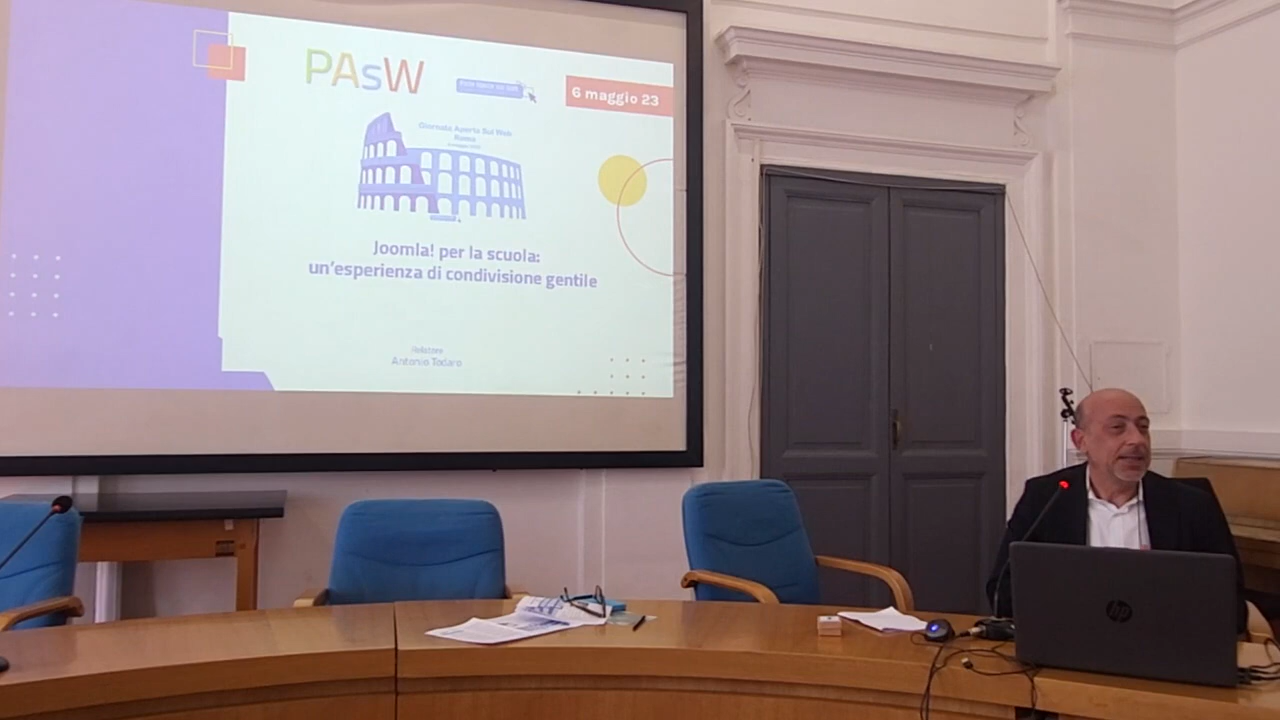 PAsW
6 maggio 23
Giornata Aperta Sul Web
Roma
Joomla! per la scuola:
un'esperienza di condivisione gentile
Relatore
Antonio Todaro
hp